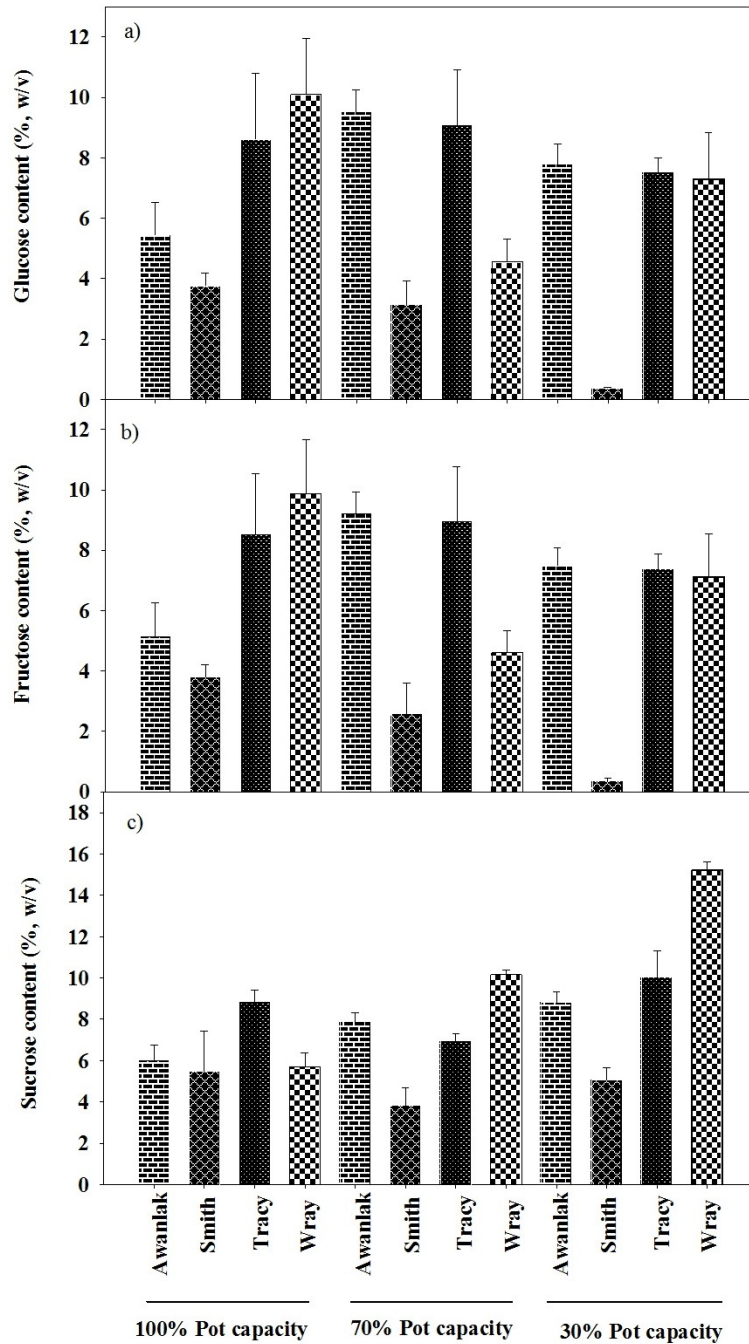 a)
12
10
8
6
4
2
0
Glucose content (%, w/v)
b)
12
10
8
6
4
2
0
Fructose content (%, w/v)
c)
18
16
14
12
10
8
6
4
2
0
Sucrose content (%, w/v)
Awanlak
Smith
Tracy
Wray
Awanlak
Smith
Tracy
Wray
Awanlak
Smith
Tracy
Wray
100% Pot capacity
70% Pot capacity
30% Pot capacity